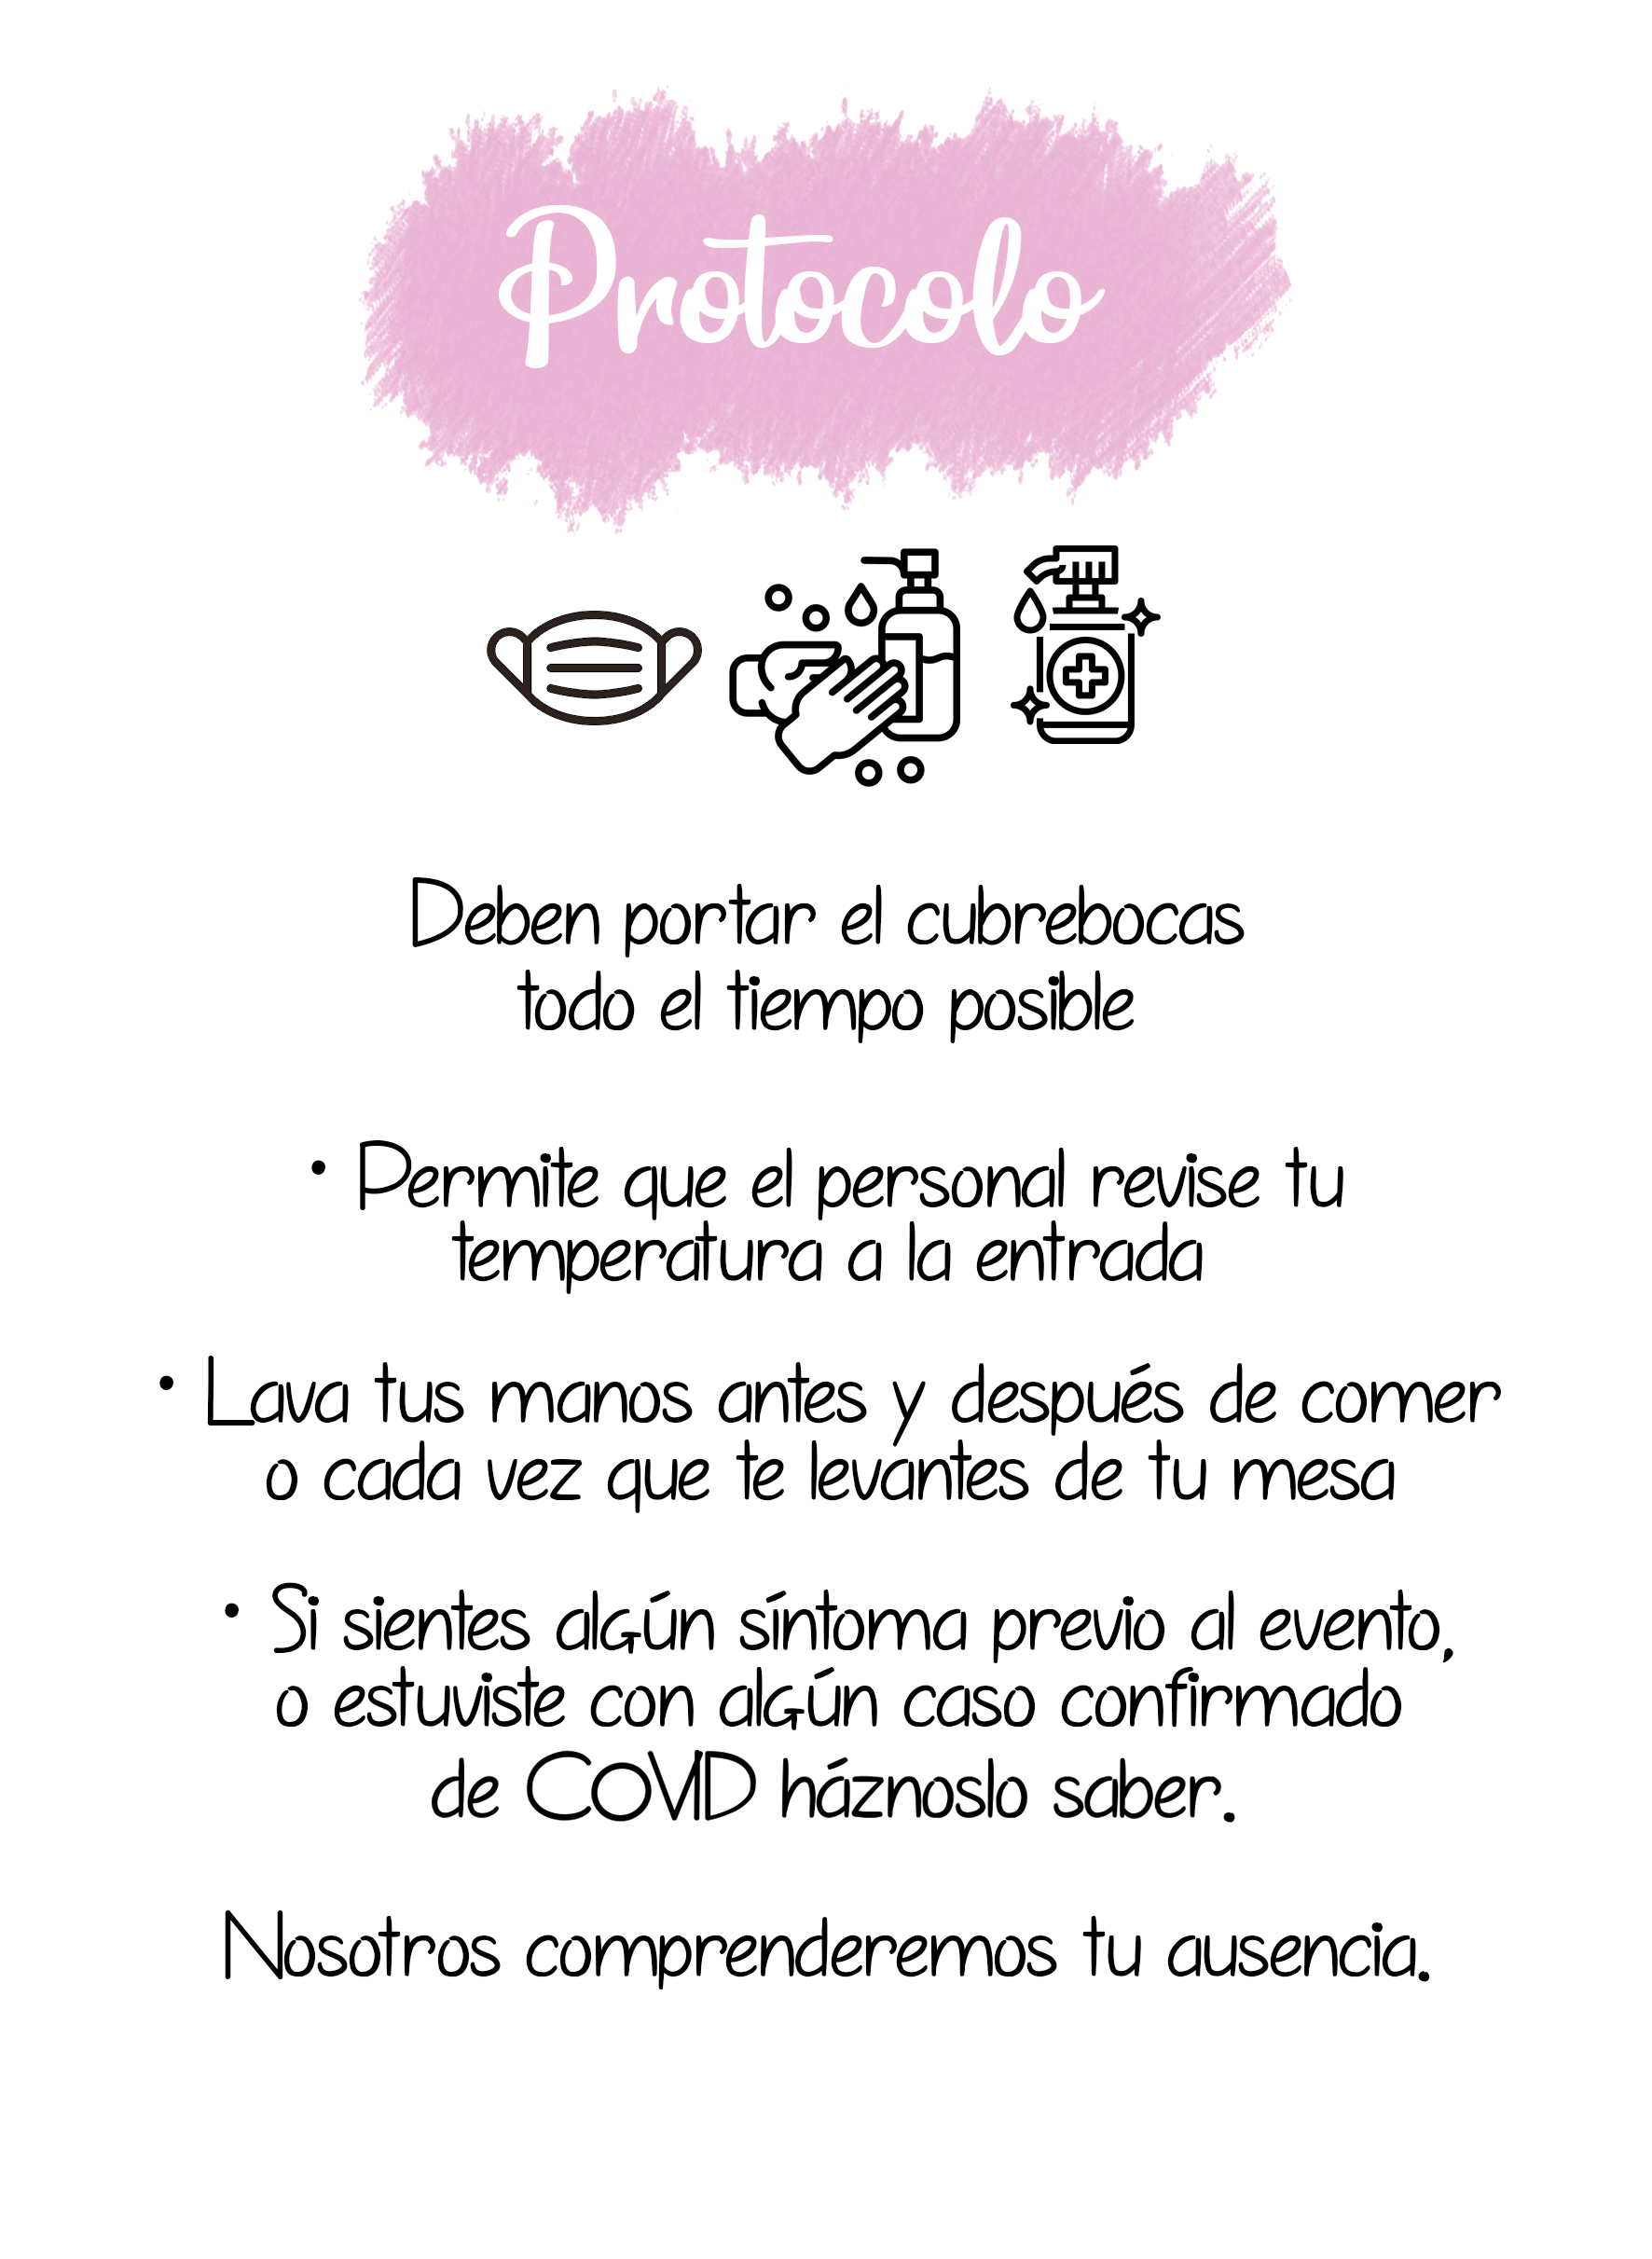 Protocolo
Deben portar el cubrebocas
todo el tiempo posible
• Permite que el personal revise tu
temperatura a la entrada
• Lava tus manos antes y después de comer
o cada vez que te levantes de tu mesa
• Si sientes algún síntoma previo al evento,
o estuviste con algún caso confirmado
de COVID háznoslo saber.
Nosotros comprenderemos tu ausencia.